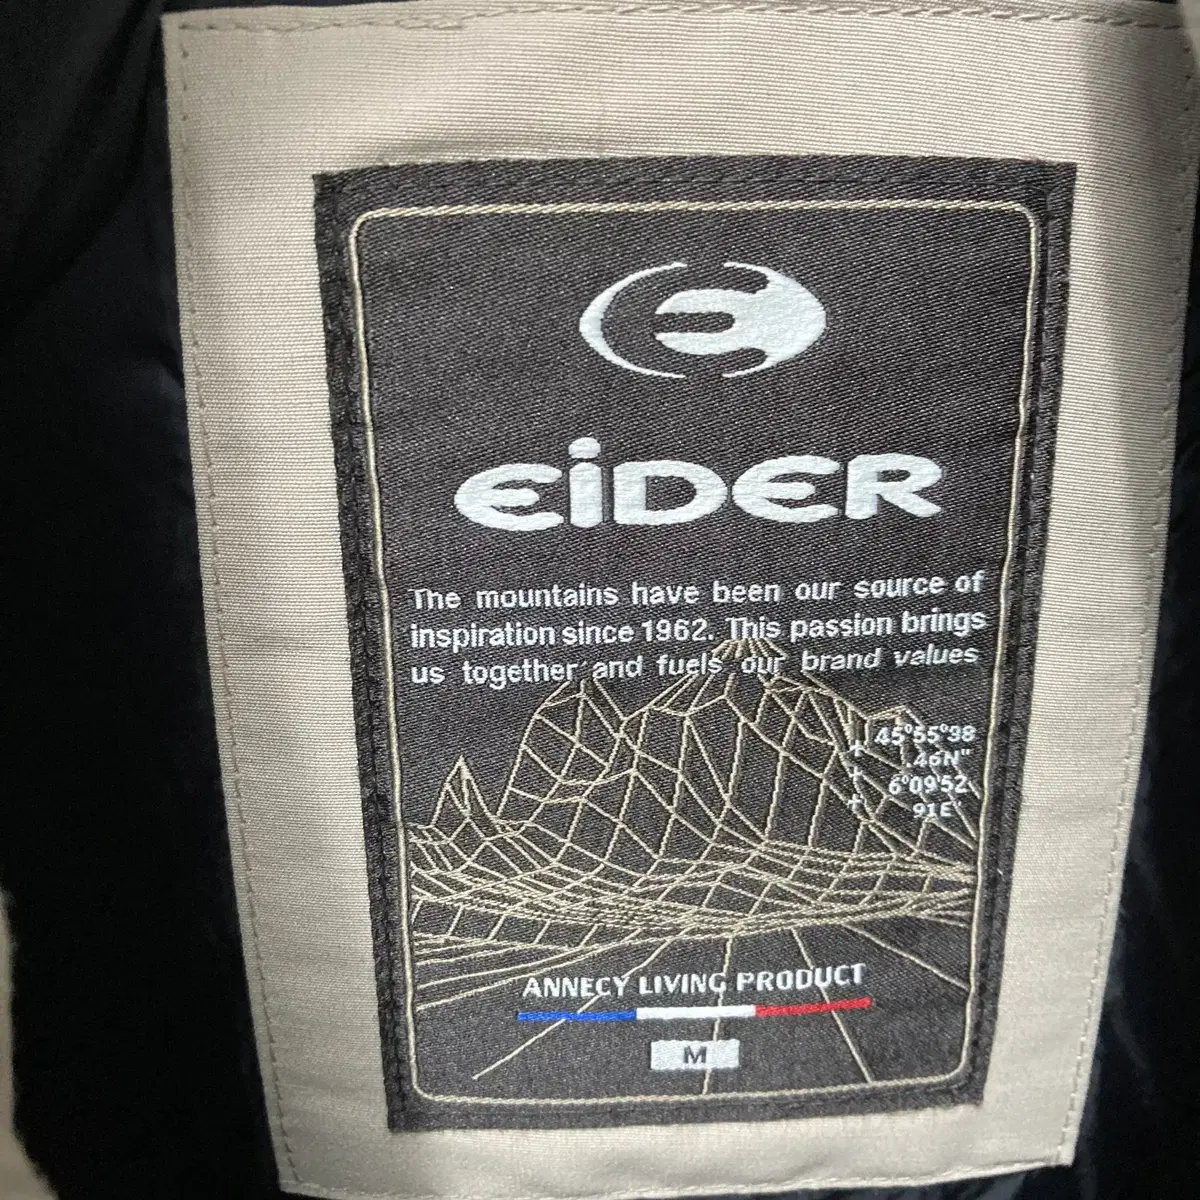 EiDER
The mountains have been our source of
inspiration since 1962. This passion brings
us together and fuels our brand values
45°55°38
.46N"
6°09'52
91E
ANNECY LIVING PRODUCT
M